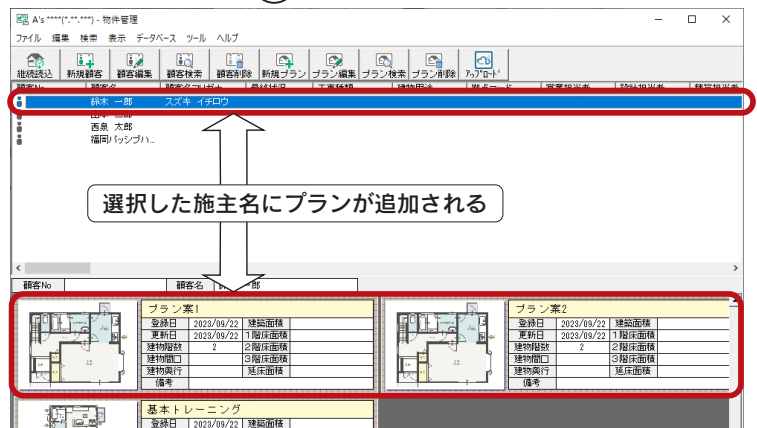 A's ****(*.**.***) - 物件管理
ファイル 編集 検索 表示 データベース ツール ヘルプ
継続読込 新規顧客 顧客編集 顧客検索 顧客削除 新規プラン プラン編集 プラン検索 プラン削除 アップロード
鈴木 一郎 スズキ イチロウ
西泉 太郎
福岡パッシブハ...
選択した施主名にプランが追加される
顧客No 顧客名
プラン案1
登録日 2023/09/22 建築面積
更新日 2023/09/22 1階床面積
建物階数 2 2階床面積
建物間口 3階床面積
建物奥行 延床面積
備考
プラン案2
登録日 2023/09/22 建築面積
更新日 2023/09/22 1階床面積
建物階数 2 2階床面積
建物間口 3階床面積
建物奥行 延床面積
備考
基本トレーニング
登録日 2023/09/22 建築面積